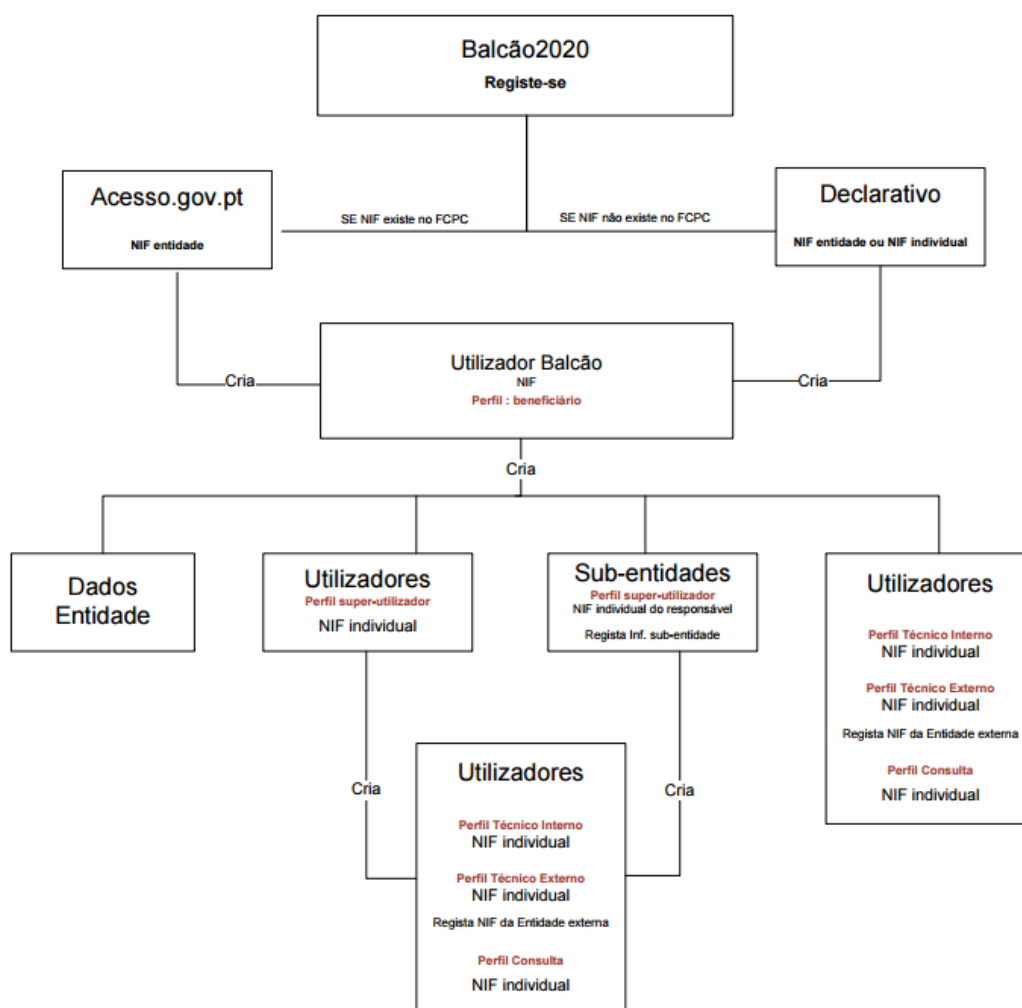 Balcão2020
Registe-se
Acesso.gov.pt
NIF entidade
SE NIF existe no FCPC
SE NIF não existe no FCPC
Declarativo
NIF entidade ou NIF individual
Cria
Utilizador Balcão
NIF
Perfil : beneficiário
Cria
Cria
Dados
Entidade
Utilizadores
Perfil super-utilizador
NIF individual
Sub-entidades
Perfil super-utilizador
NIF individual do responsável
Regista Inf. sub-entidade
Utilizadores
Perfil Técnico Interno
NIF individual
Perfil Técnico Externo
NIF individual
Regista NIF da Entidade externa
Perfil Consulta
NIF individual
Cria
Cria
Utilizadores
Perfil Técnico Interno
NIF individual
Perfil Técnico Externo
NIF individual
Regista NIF da Entidade externa
Perfil Consulta
NIF individual